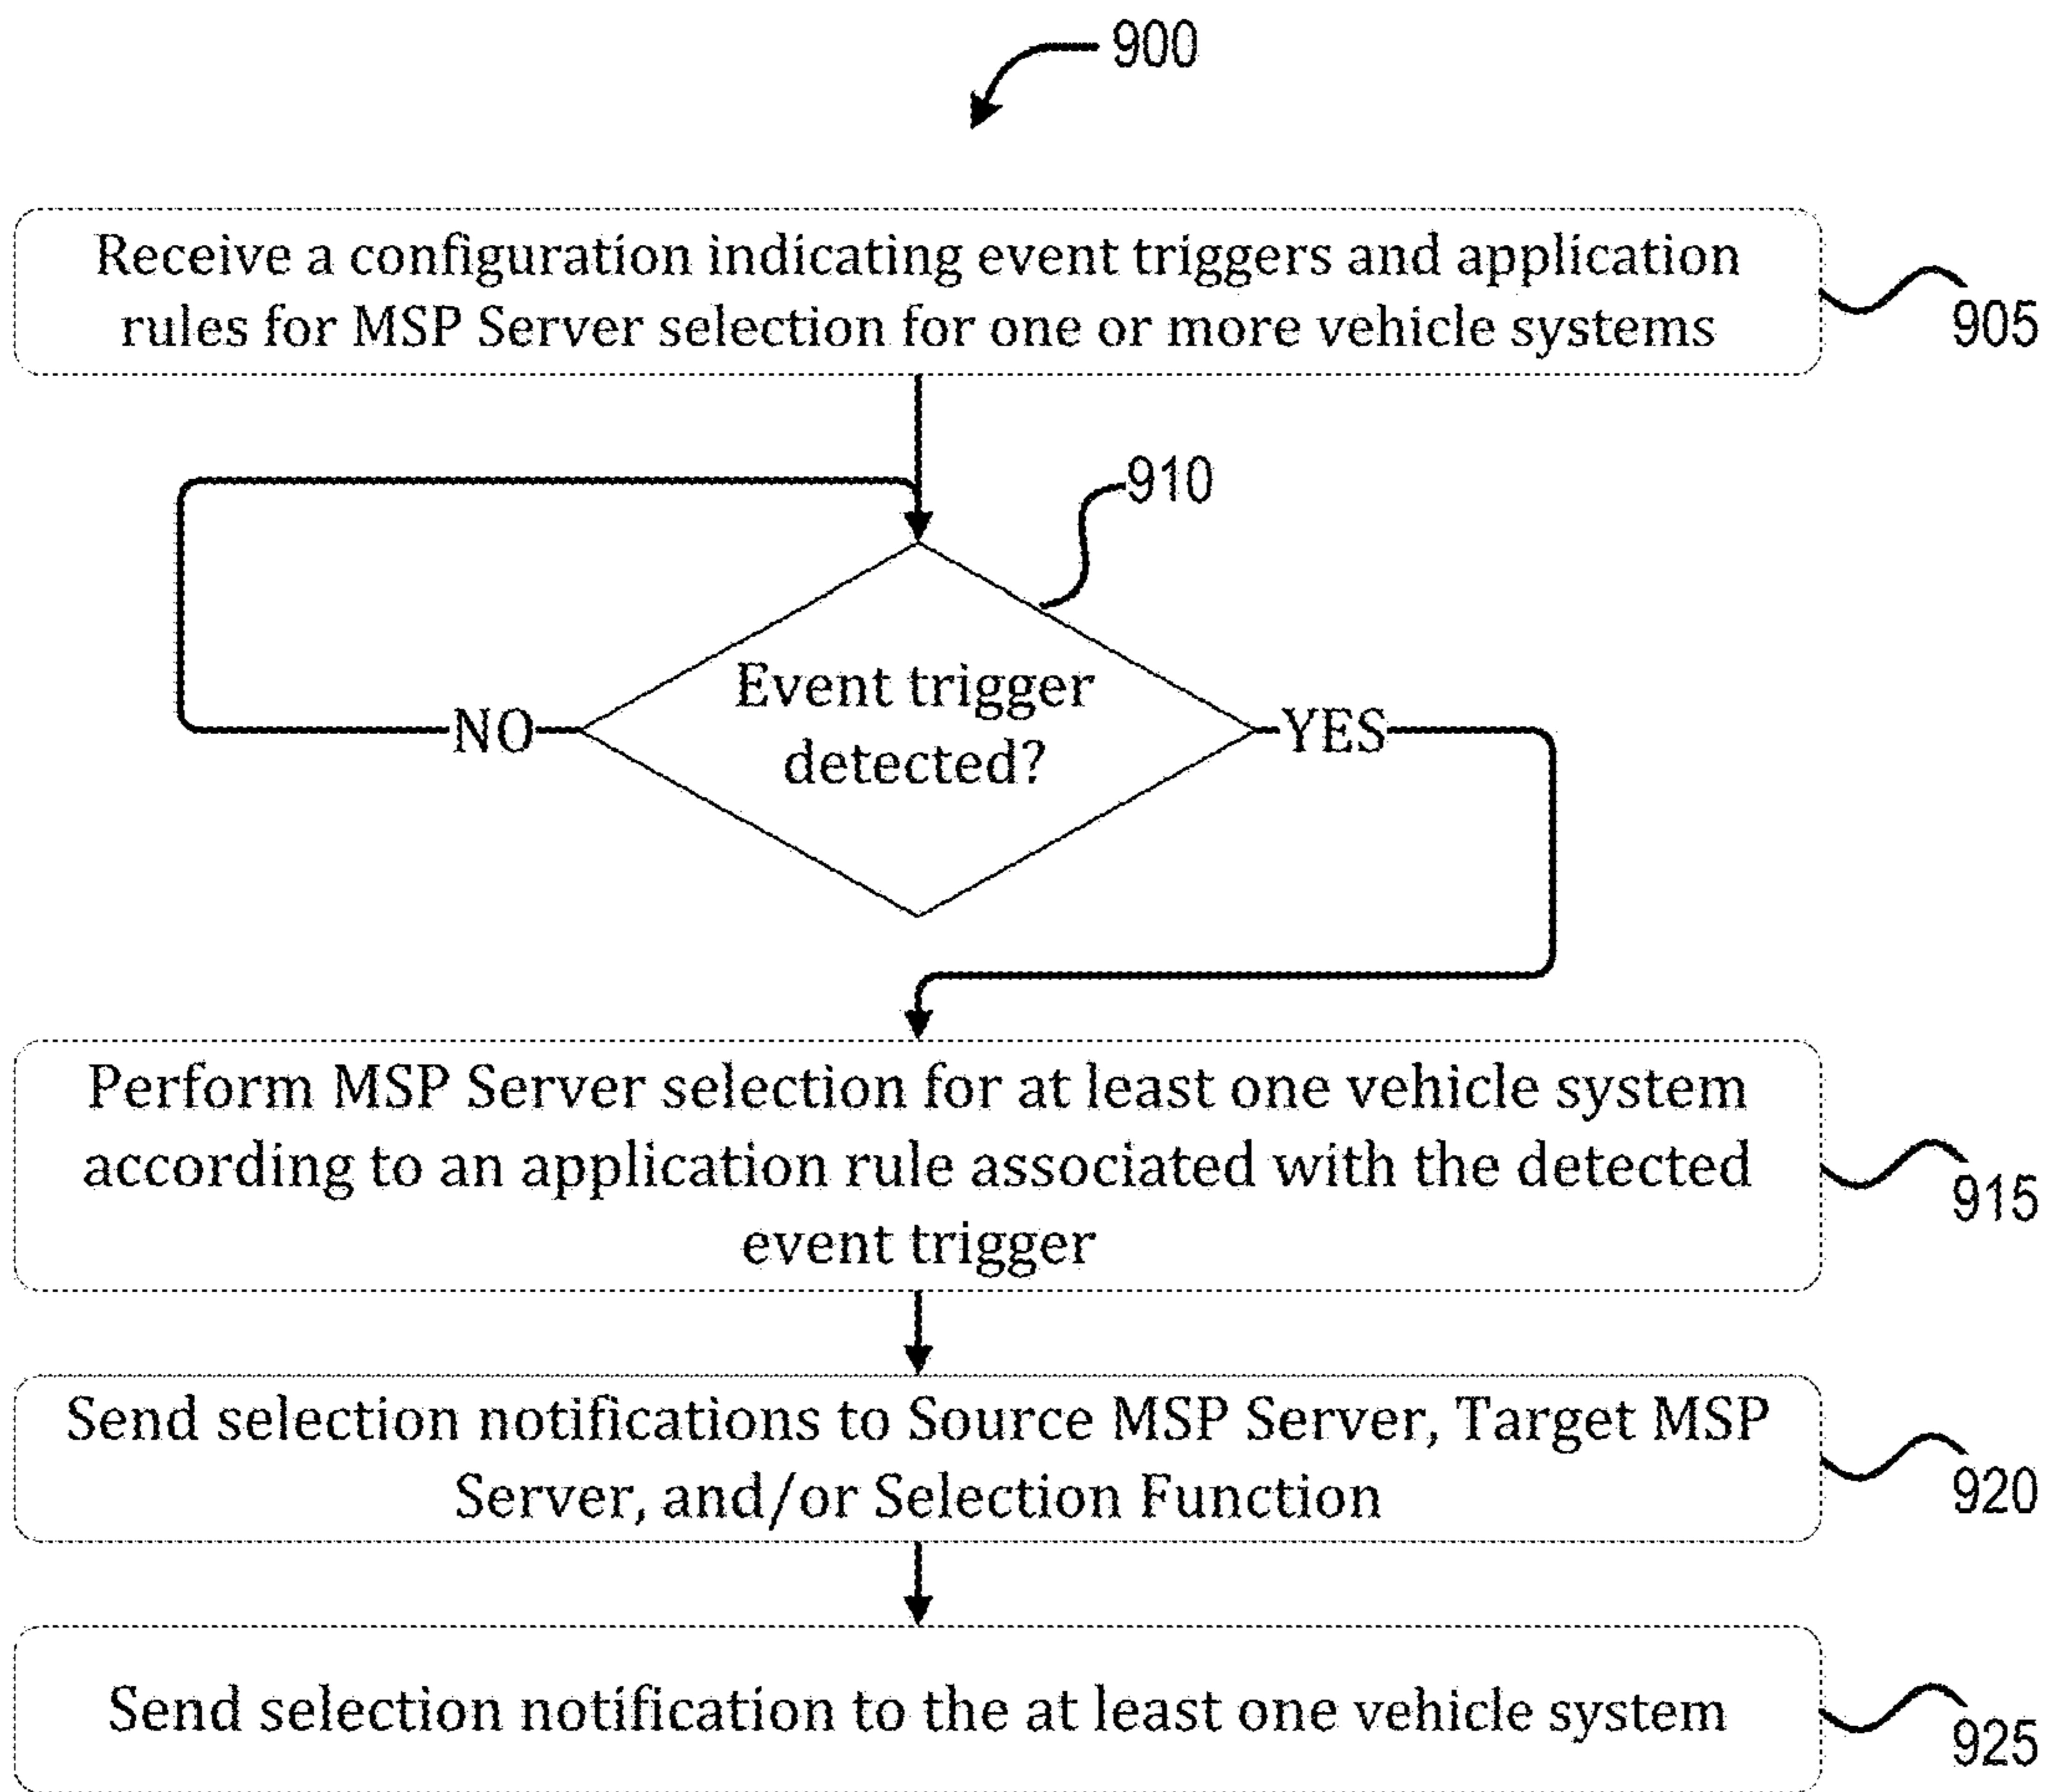 900
Receive a configuration indicating event triggers and application
rules for MSP Server selection for one or more vehicle systems
905
910
Event trigger
detected?
NO
YES
Perform MSP Server selection for at least one vehicle system
according to an application rule associated with the detected
event trigger
915
Send selection notifications to Source MSP Server, Target MSP
Server, and/or Selection Function
920
Send selection notification to the at least one vehicle system
925